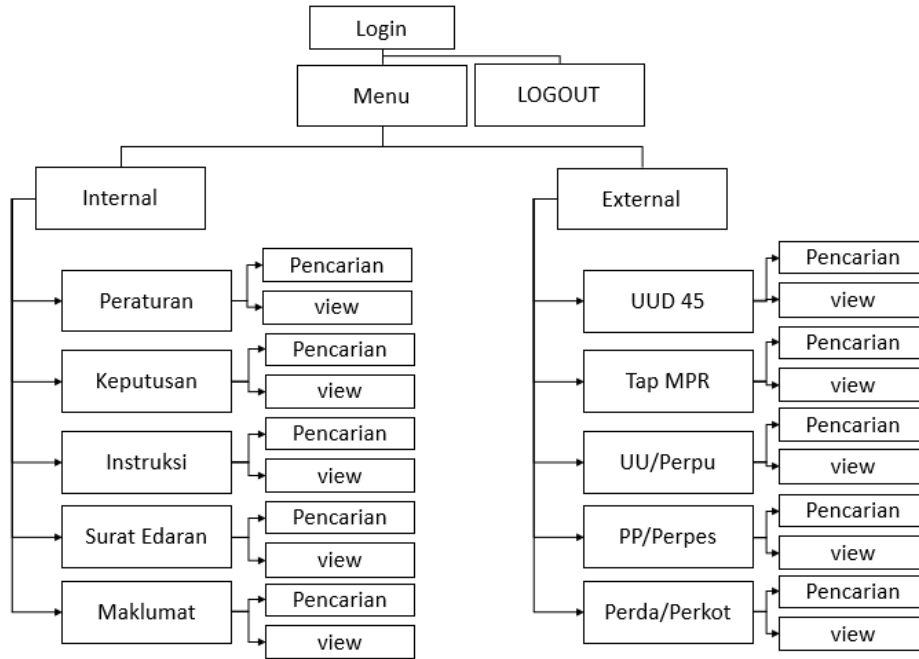 Login
Menu
LOGOUT
Internal
External
Peraturan
Pencarian
view
Keputusan
Pencarian
view
Instruksi
Pencarian
view
Surat Edaran
Pencarian
view
Maklumat
Pencarian
view
UUD 45
Pencarian
view
Tap MPR
Pencarian
view
UU/Perpu
Pencarian
view
PP/Perpes
Pencarian
view
Perda/Perkot
Pencarian
view